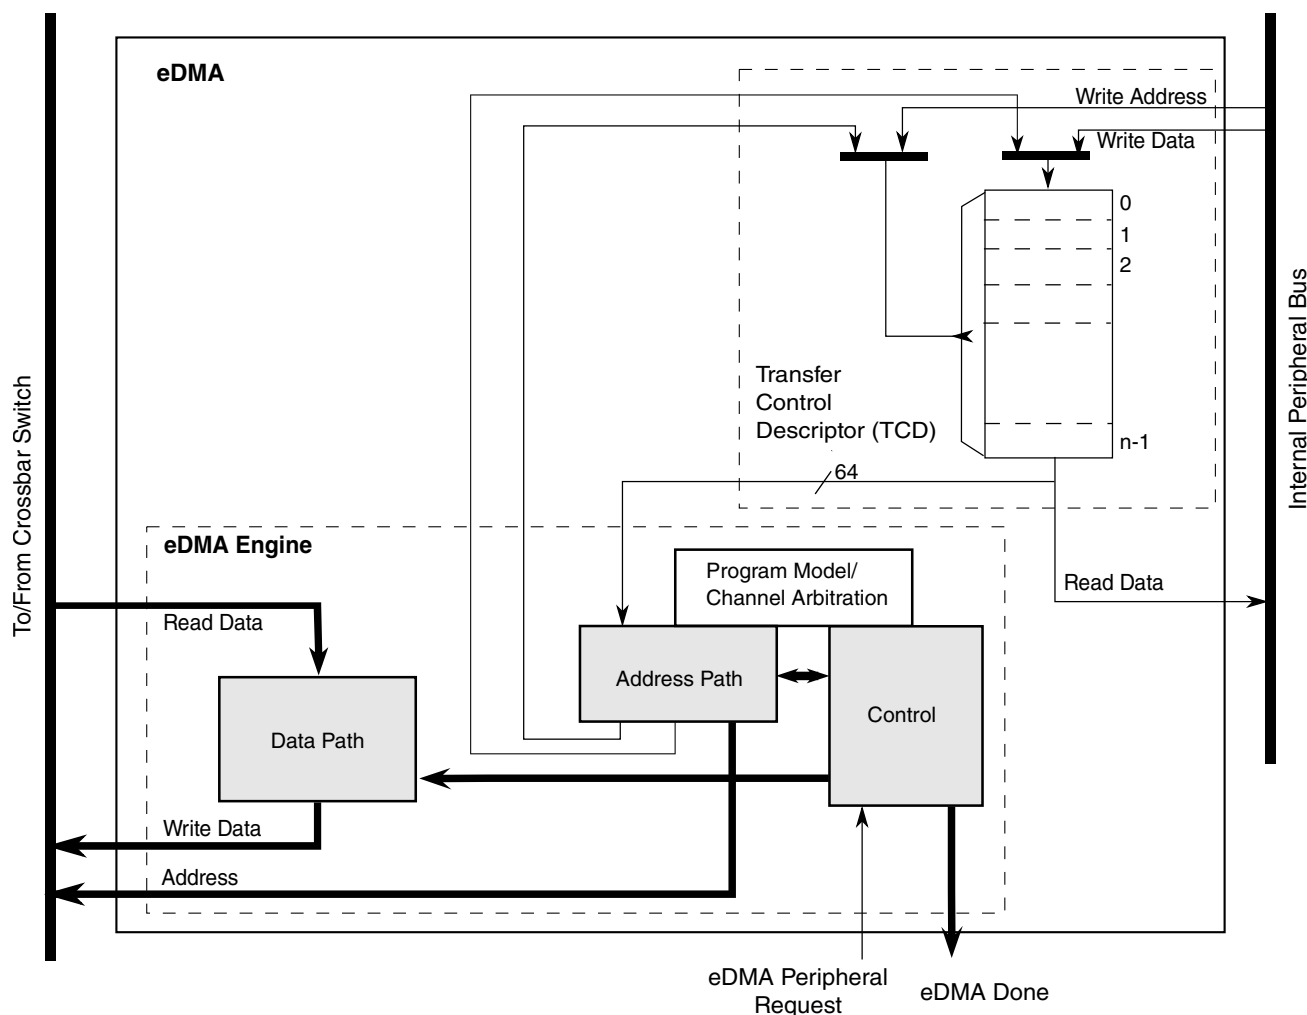 eDMA
Write Address
Write Data
0
1
2
n-1
Transfer
Control
Descriptor (TCD)
64
To/From Crossbar Switch
Internal Peripheral Bus
eDMA Engine
Program Model/
Channel Arbitration
Read Data
Read Data
Address Path
Control
Data Path
Write Data
Address
eDMA Peripheral
Request
eDMA Done